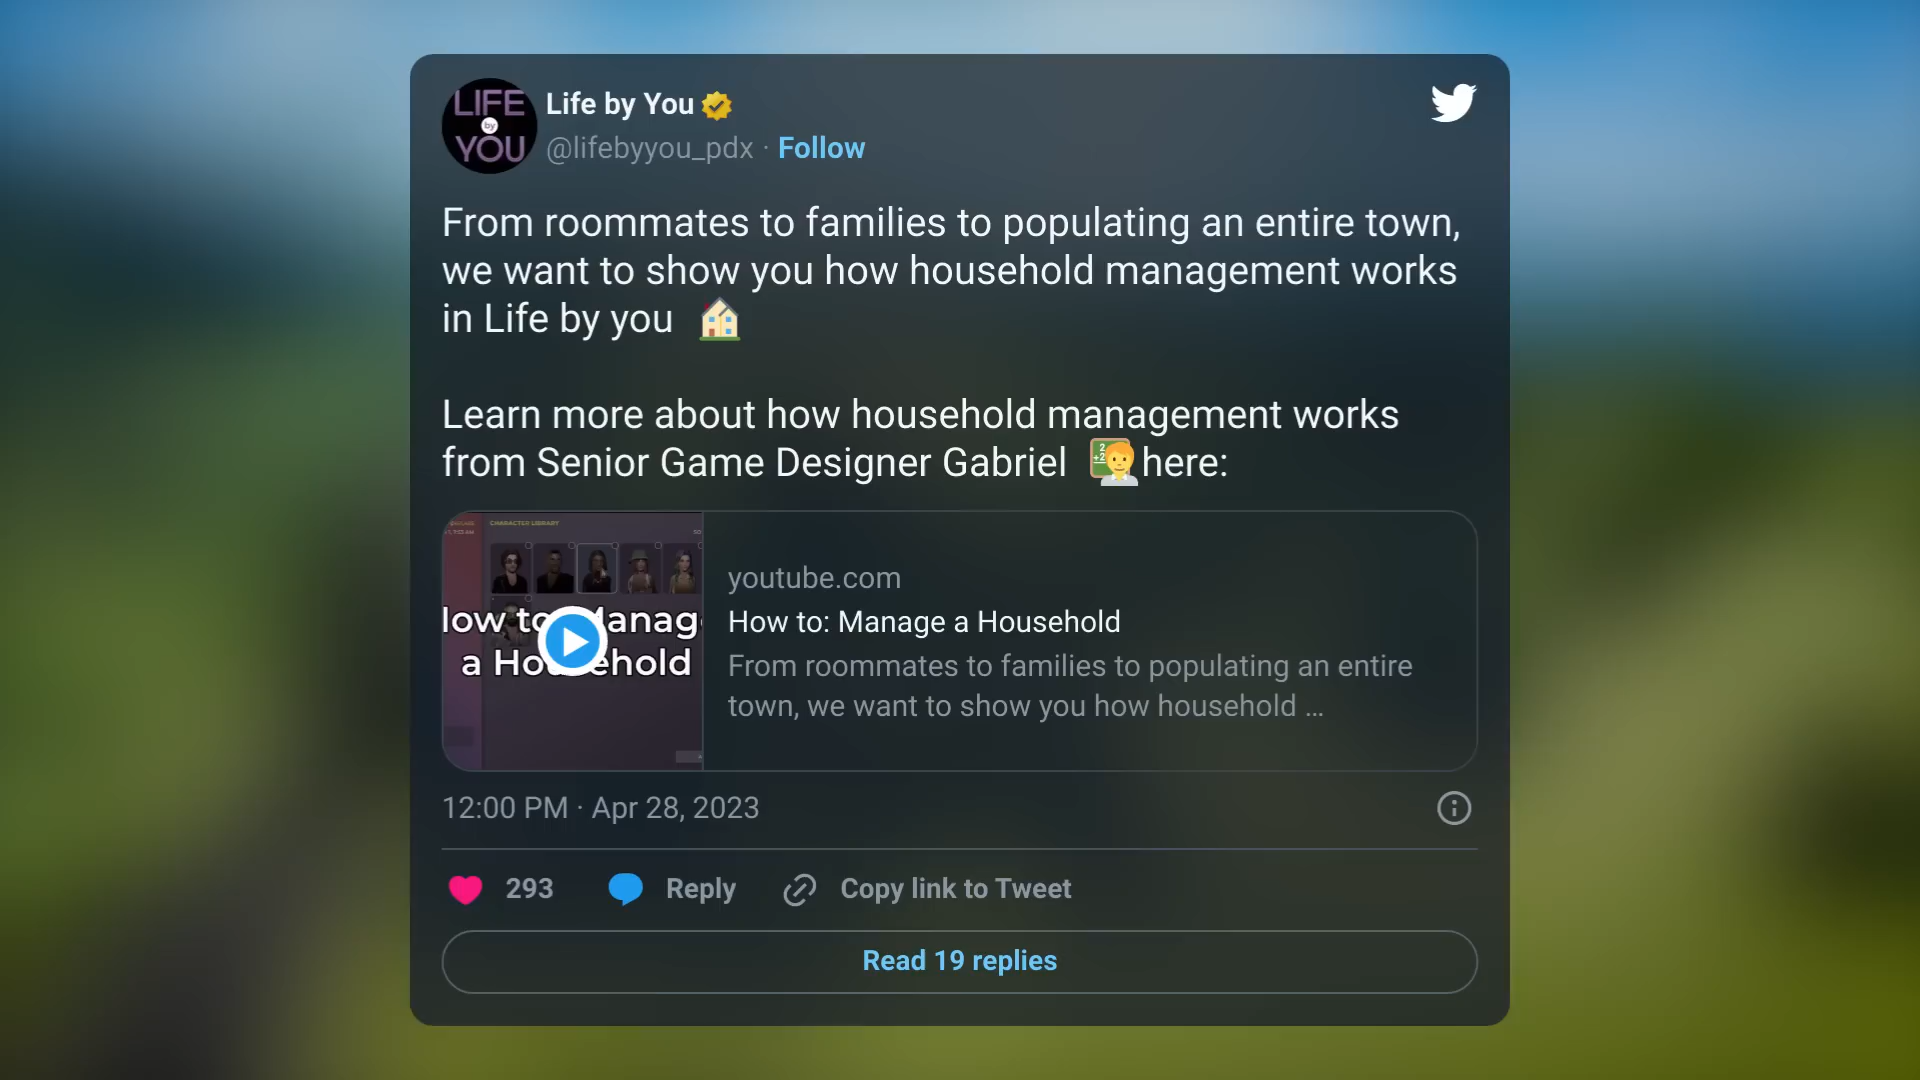 LIFE
by
YOU
Life by You
@lifebyyou_pdx · Follow
From roommates to families to populating an entire town,
we want to show you how household management works
in Life by you 🏠
Learn more about how household management works
from Senior Game Designer Gabriel 🧑‍🏫here:
CHARACTER LIBRARY
youtube.com
How to: Manage a Household
From roommates to families to populating an entire
town, we want to show you how household ...
12:00 PM · Apr 28, 2023
293 Reply Copy link to Tweet
Read 19 replies